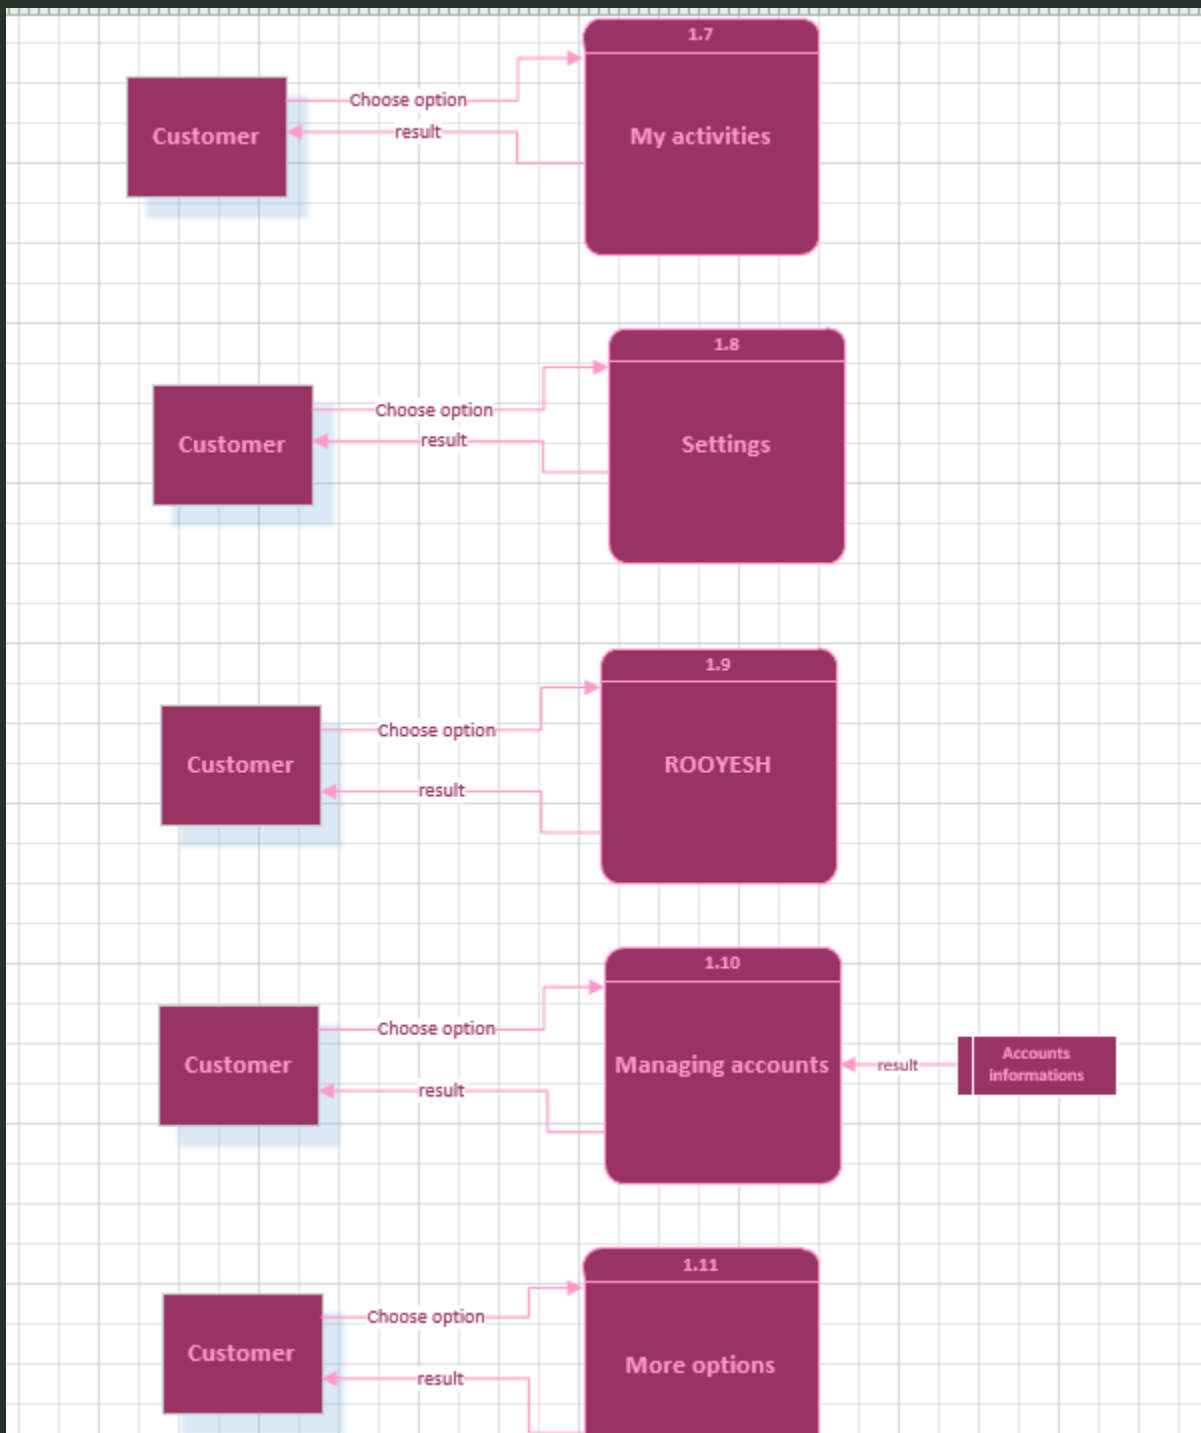 1.7
Choose option
Customer
result
My activities
1.8
Choose option
Customer
result
Settings
1.9
Choose option
Customer
ROOYESH
result
1.10
Choose option
Customer
Managing accounts
result
Accounts
informations
result
1.11
Choose option
Customer
More options
result